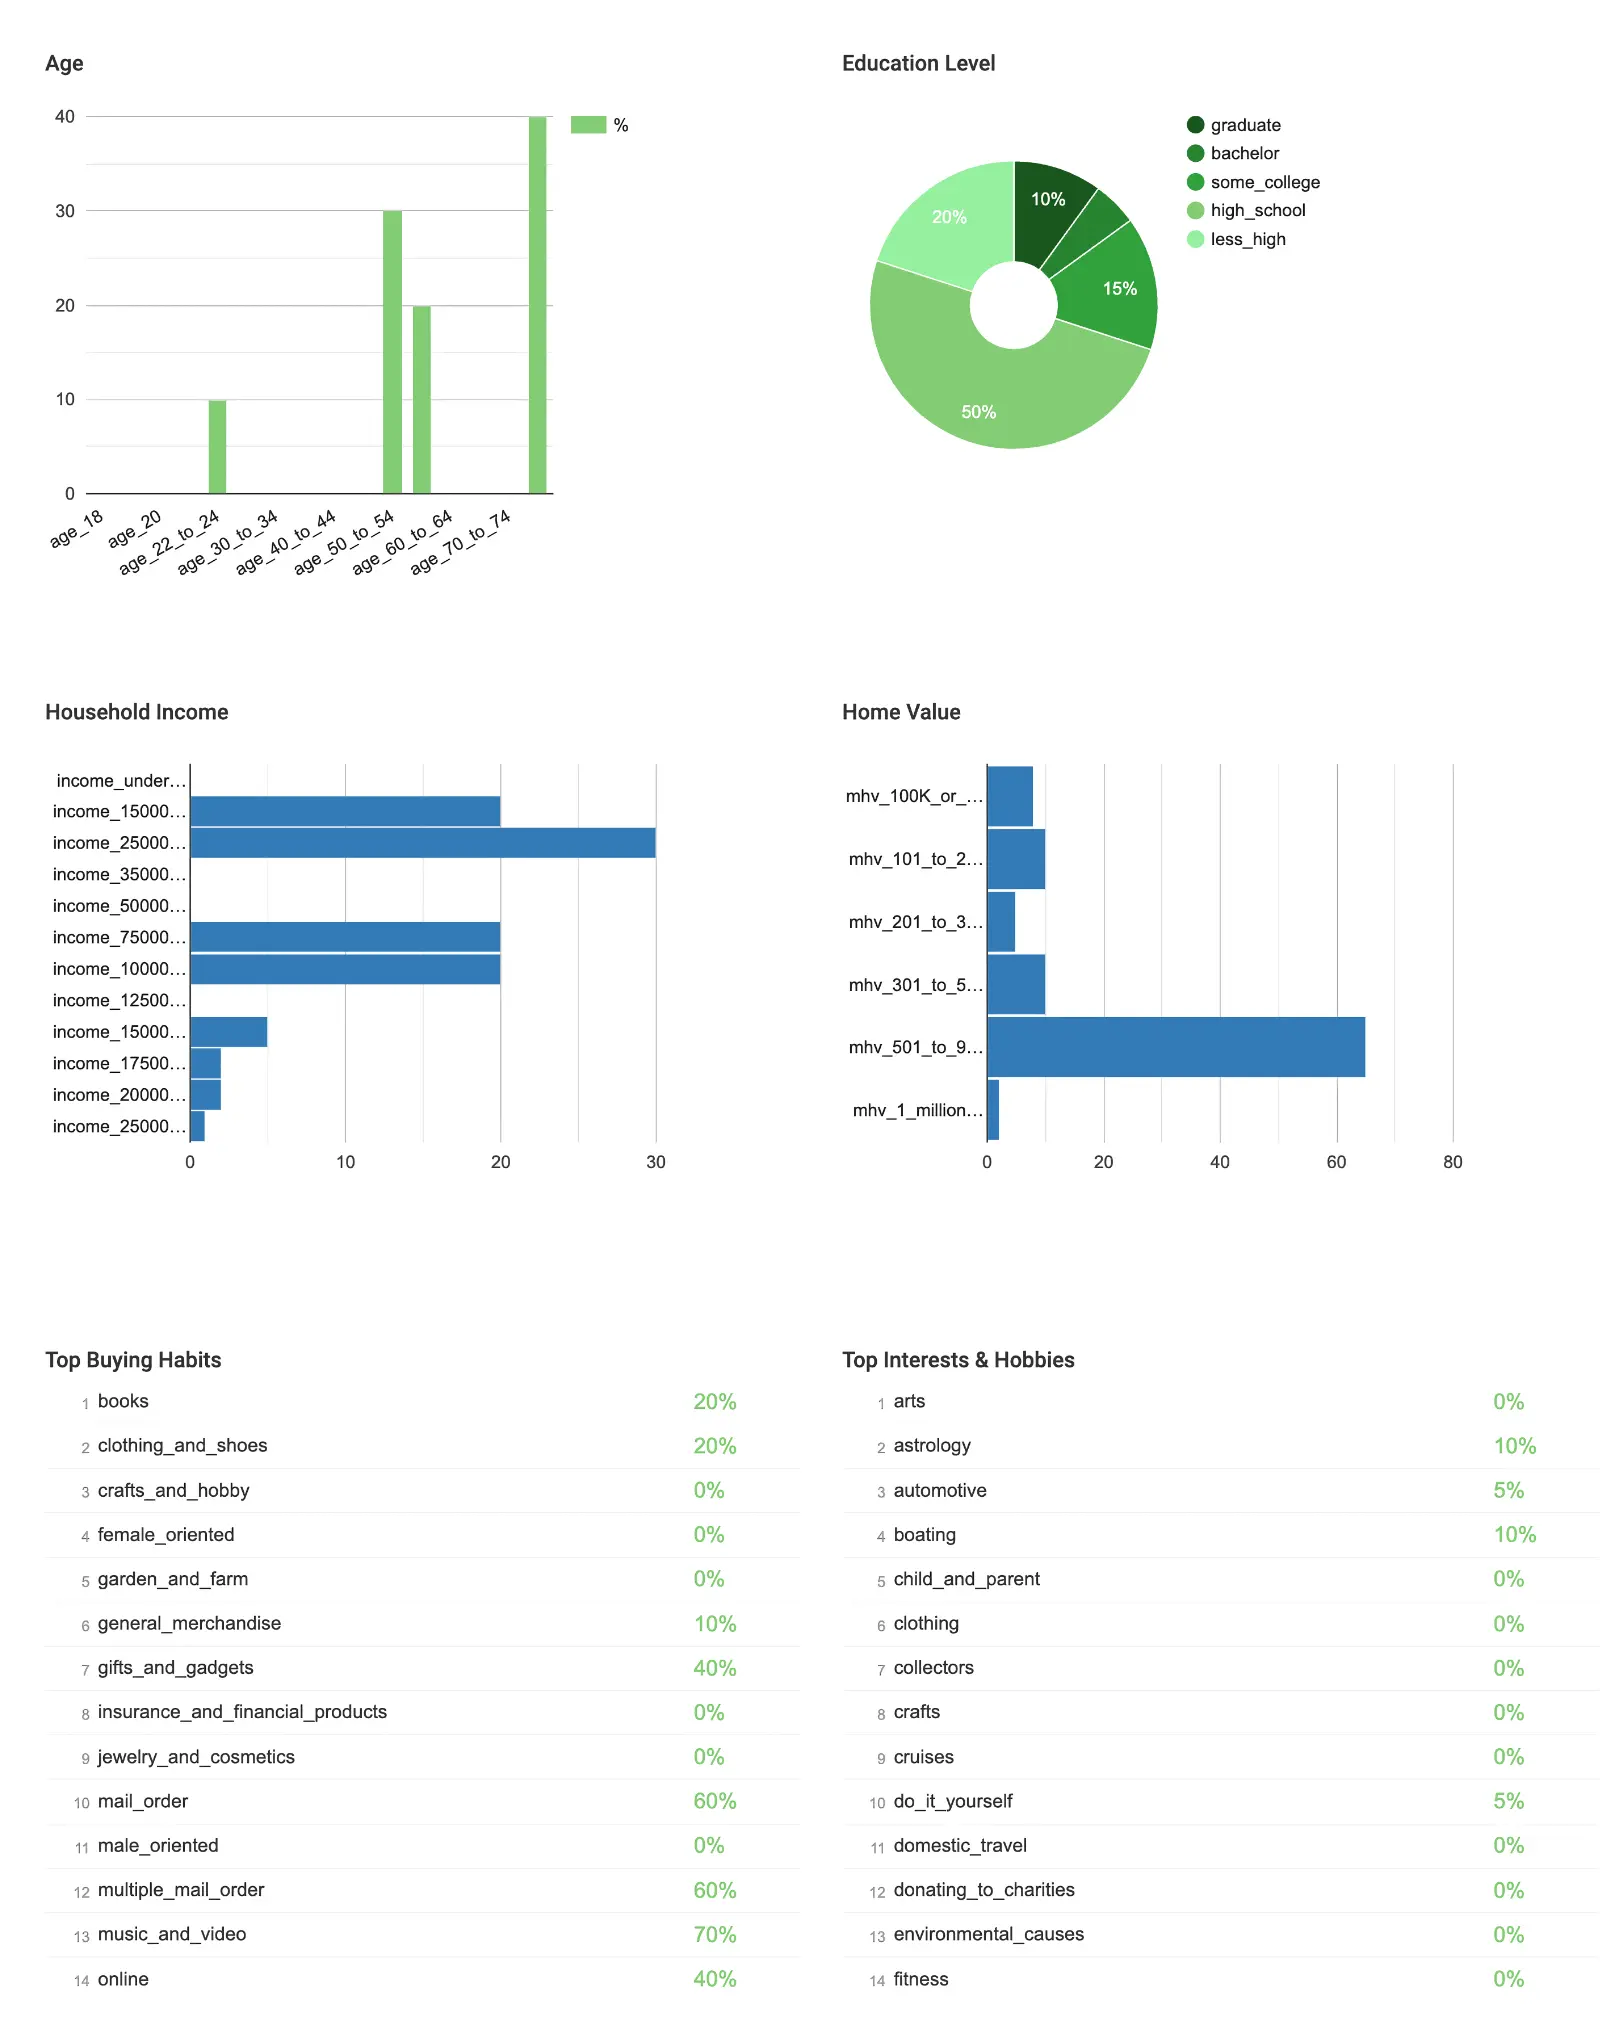 Age
40
30
20
10
0
%
age_18
age_20
age_22_to_24
age_30_to_34
age_40_to_44
age_50_to_54
age_60_to_64
age_70_to_74
Education Level
graduate
bachelor
some_college
high_school
less_high
10%
15%
50%
20%
Household Income
income_under...
income_15000...
income_25000...
income_35000...
income_50000...
income_75000...
income_10000...
income_12500...
income_15000...
income_17500...
income_20000...
income_25000...
0 10 20 30
Home Value
mhv_100K_or_...
mhv_101_to_2...
mhv_201_to_3...
mhv_301_to_5...
mhv_501_to_9...
mhv_1_million...
0 20 40 60 80
Top Buying Habits
1 books 20%
2 clothing_and_shoes 20%
3 crafts_and_hobby 0%
4 female_oriented 0%
5 garden_and_farm 0%
6 general_merchandise 10%
7 gifts_and_gadgets 40%
8 insurance_and_financial_products 0%
9 jewelry_and_cosmetics 0%
10 mail_order 60%
11 male_oriented 0%
12 multiple_mail_order 60%
13 music_and_video 70%
14 online 40%
Top Interests & Hobbies
1 arts 0%
2 astrology 10%
3 automotive 5%
4 boating 10%
5 child_and_parent 0%
6 clothing 0%
7 collectors 0%
8 crafts 0%
9 cruises 0%
10 do_it_yourself 5%
11 domestic_travel 0%
12 donating_to_charities 0%
13 environmental_causes 0%
14 fitness 0%